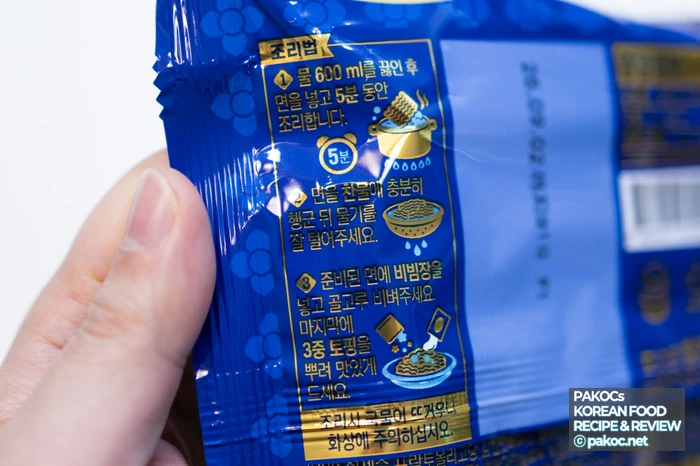 조리법
1 물 600 ml를 끓인 후
면을 넣고 5분 동안
조리합니다.
5분
2 면을 찬물에 충분히
헹군 뒤 물기를
잘 털어주세요.
3 준비된 면에 비빔장을
넣고 골고루 비벼주세요.
마지막에
3중 토핑을
뿌려 맛있게
드세요.
조리시 국물이 뜨거우니
화상에 주의하십시오.
PAKOCs
KOREAN FOOD
RECIPE & REVIEW
© pakoc.net